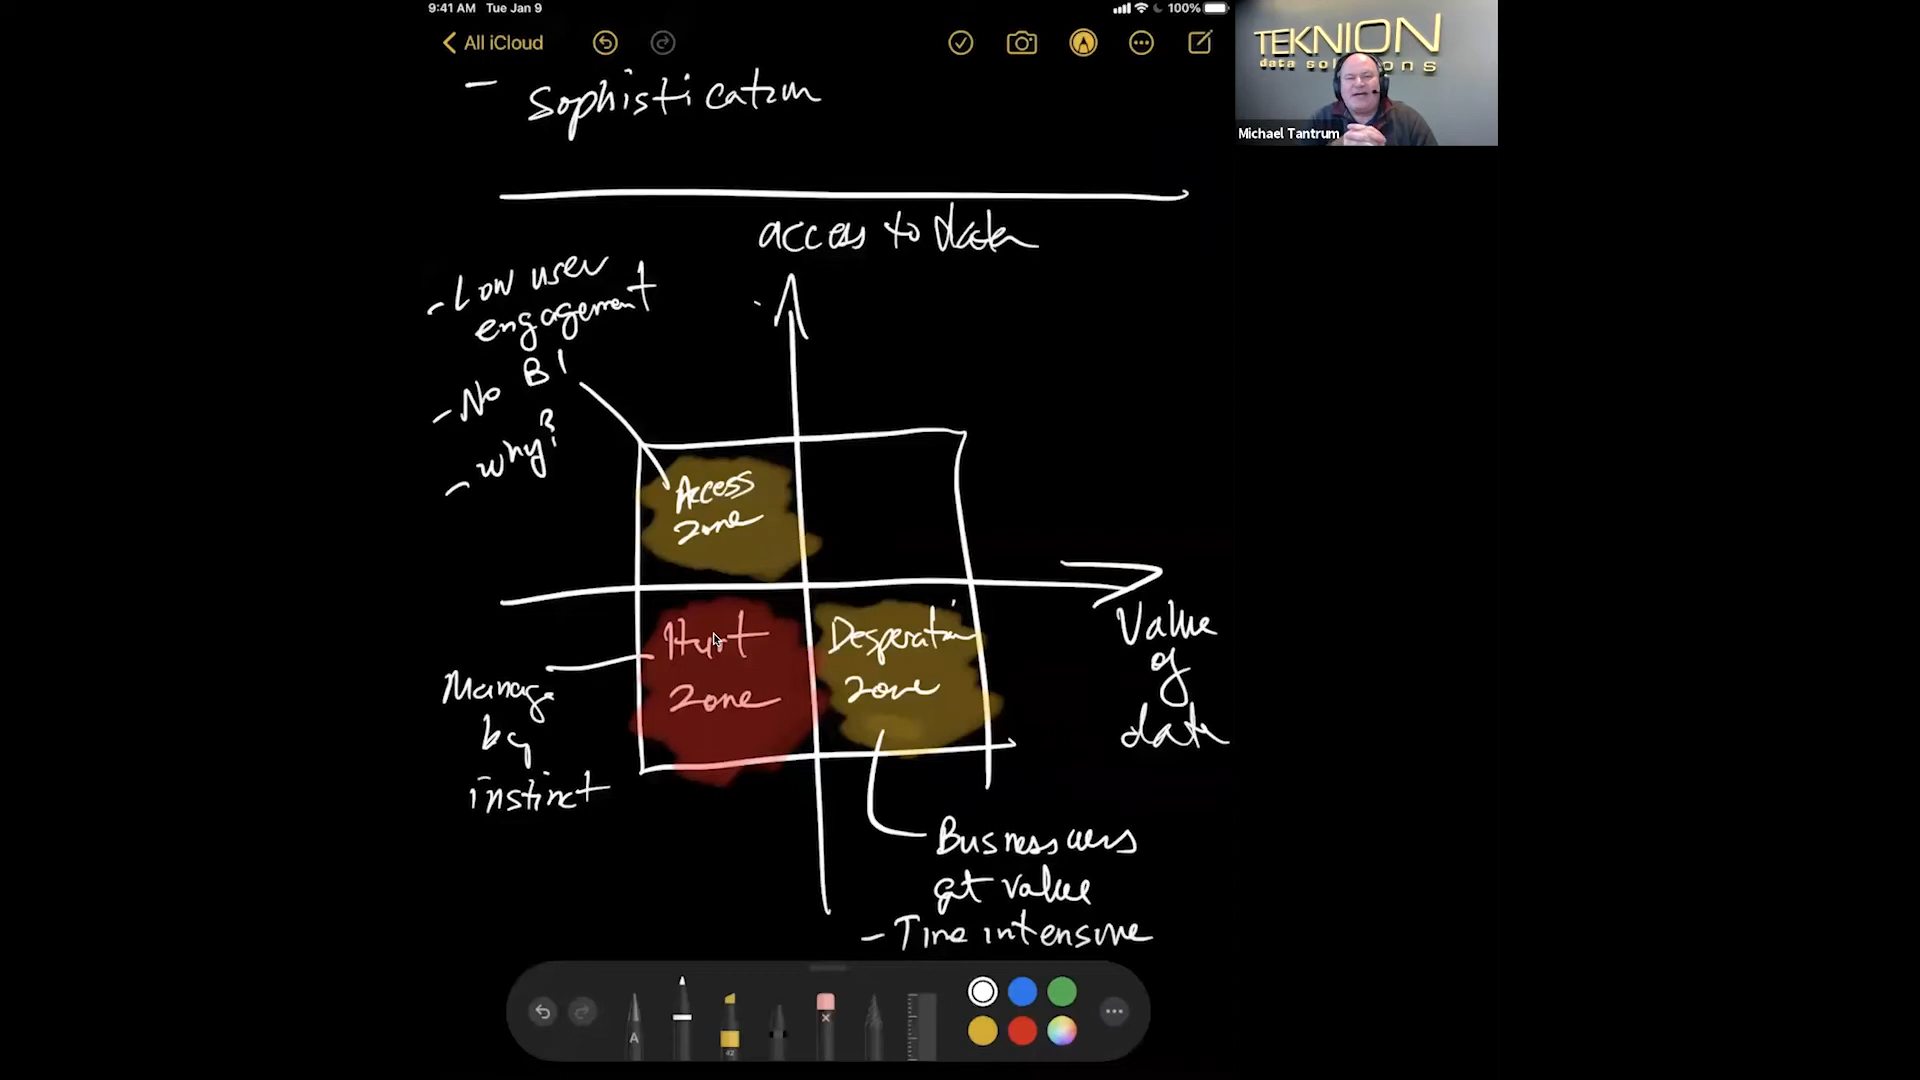 9:41 AM Tue Jan 9
100%
All iCloud
TEKNION
data solutions
Michael Tantrum
- Sophistication
access to data
- Low user
engagement
- No BI
- why?
Access
Zone
Hurt
Zone
Desperation
Zone
Value
of
data
Manage
by
instinct
Business users
get value
- Time intensive
A
42